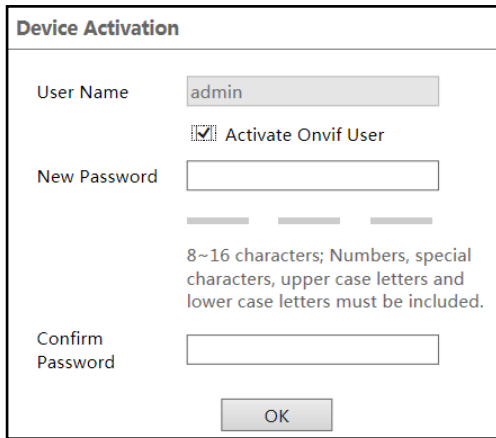 Device Activation
User Name
admin
Activate Onvif User
New Password
8~16 characters; Numbers, special
characters, upper case letters and
lower case letters must be included.
Confirm
Password
OK